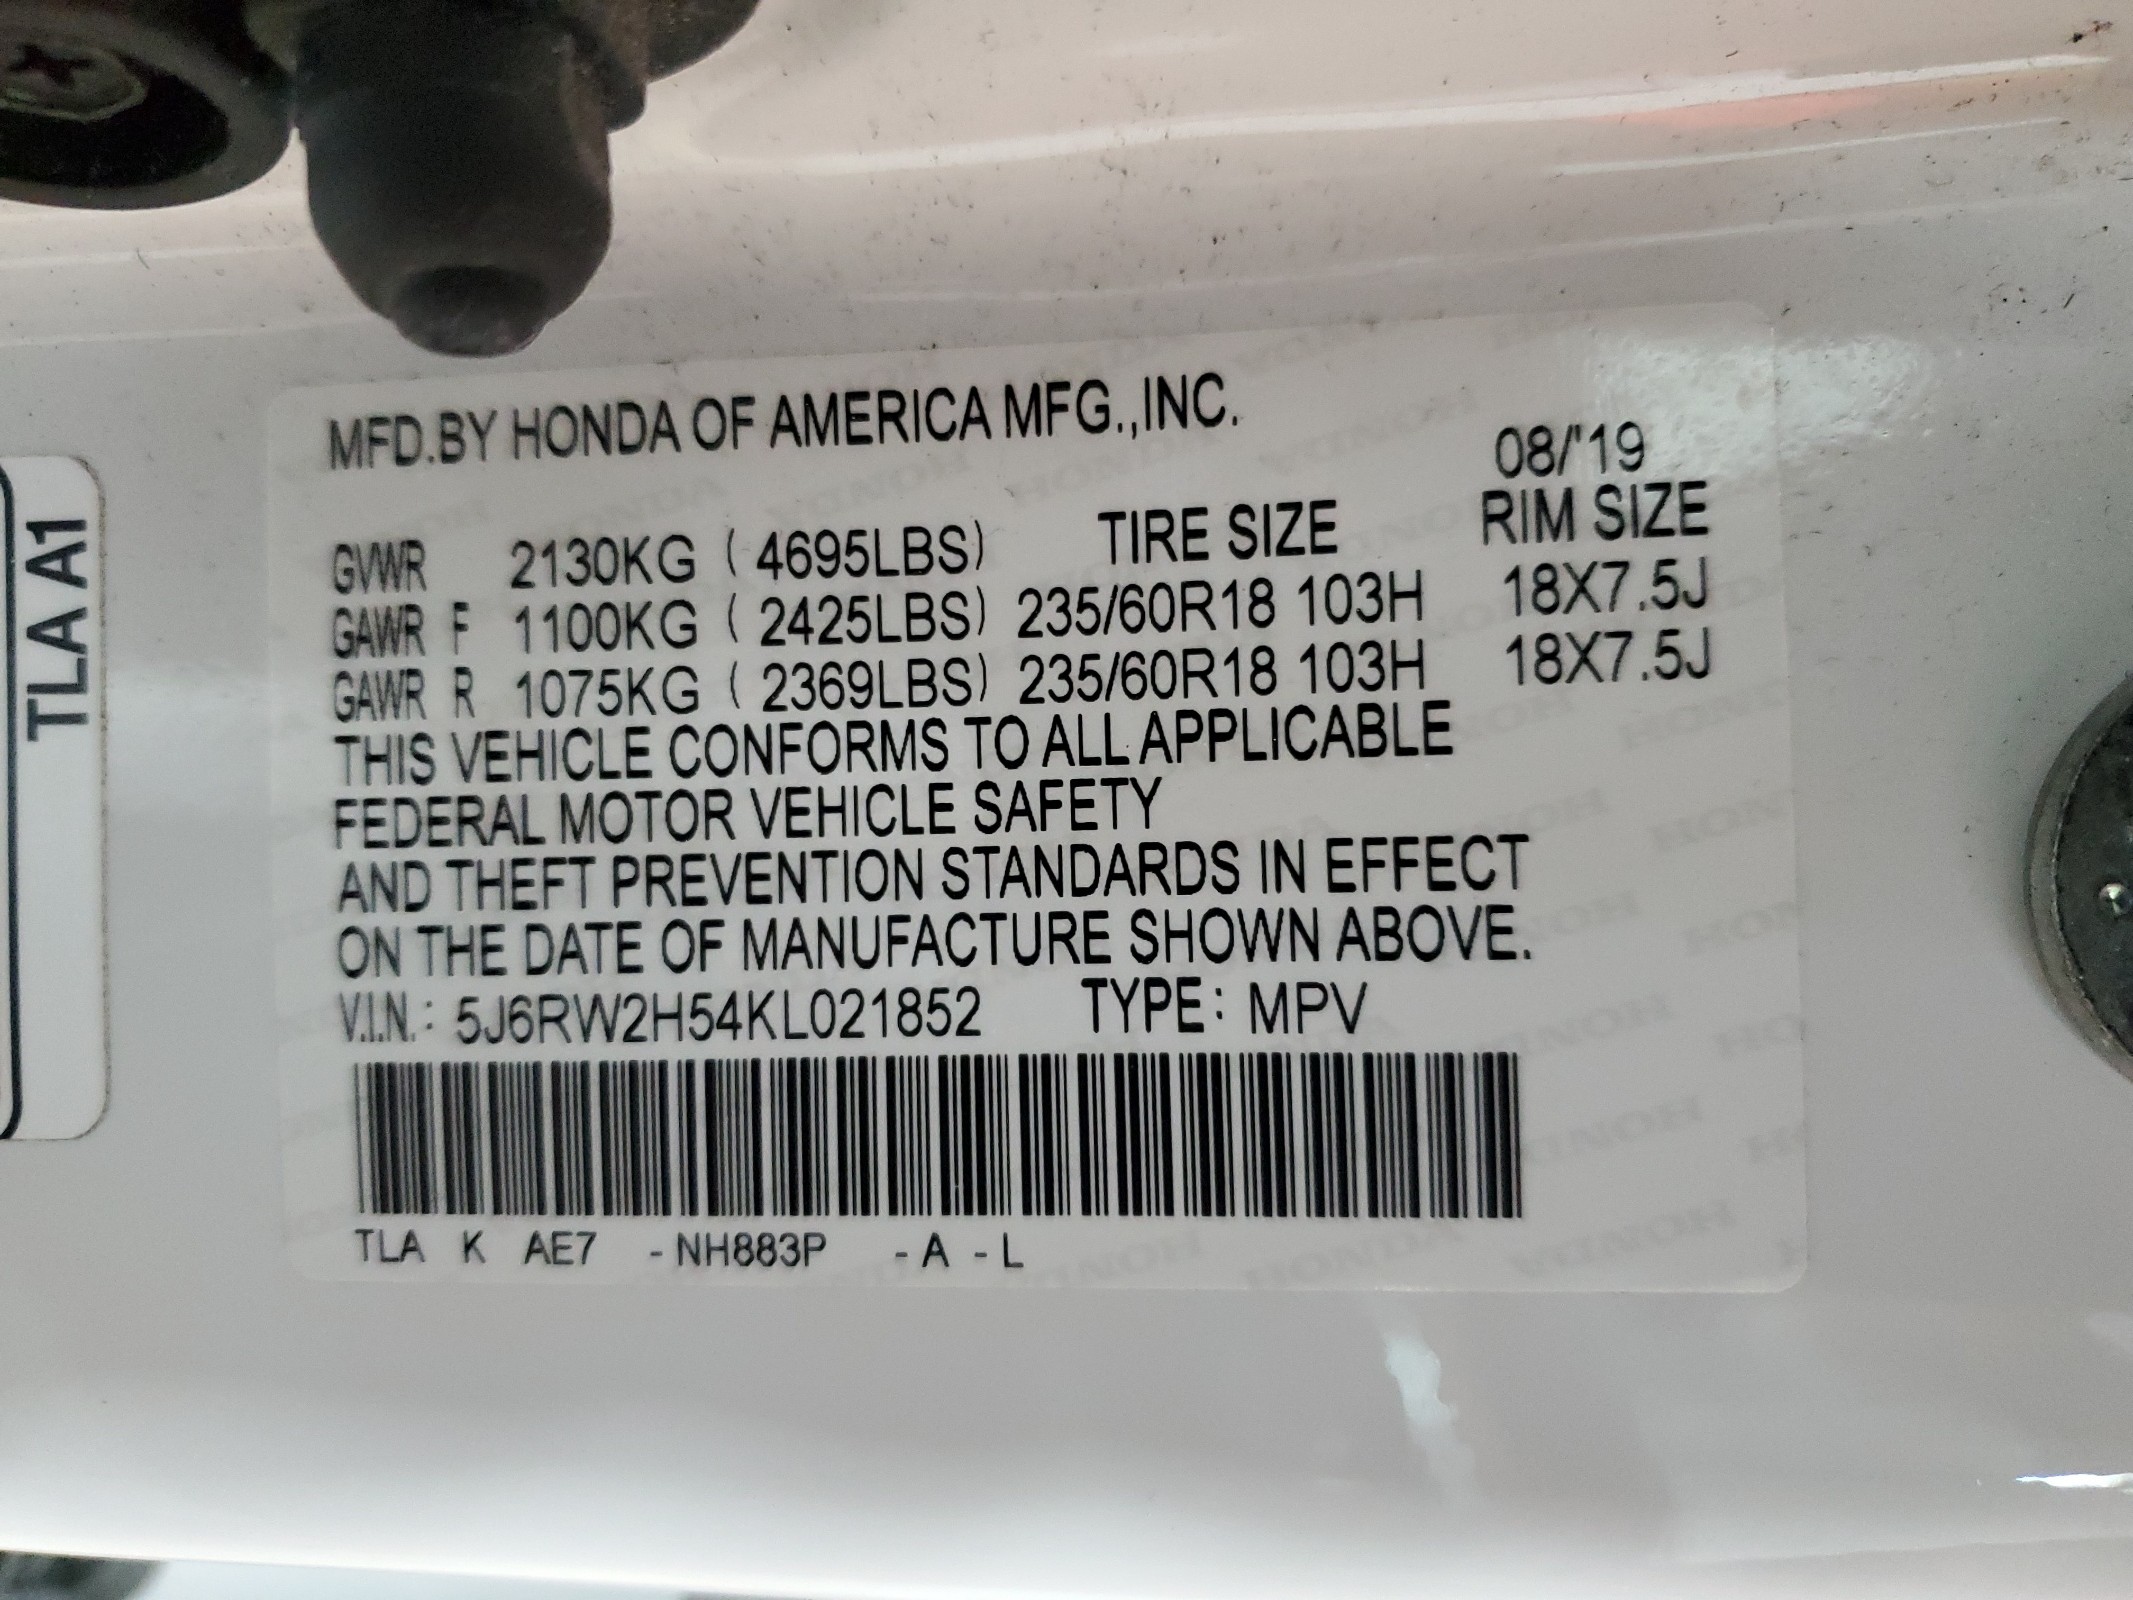 MFD.BY HONDA OF AMERICA MFG.,INC.
08/'19
GVWR 2130KG ( 4695LBS) TIRE SIZE RIM SIZE
GAWR F 1100KG ( 2425LBS) 235/60R18 103H 18X7.5J
GAWR R 1075KG ( 2369LBS) 235/60R18 103H 18X7.5J
THIS VEHICLE CONFORMS TO ALL APPLICABLE
FEDERAL MOTOR VEHICLE SAFETY
AND THEFT PREVENTION STANDARDS IN EFFECT
ON THE DATE OF MANUFACTURE SHOWN ABOVE.
V.I.N.: 5J6RW2H54KL021852 TYPE: MPV
TLA K AE7 -NH883P -A -L
TLA A1